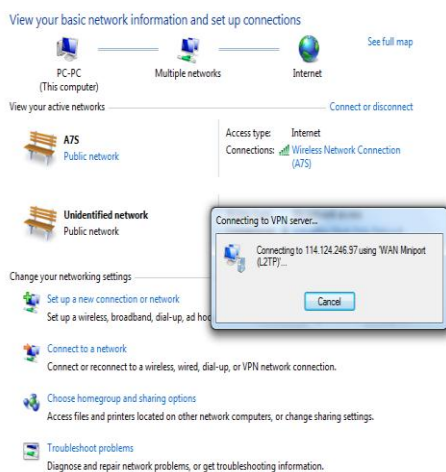 View your basic network information and set up connections
See full map
PC-PC
(This computer)
Multiple networks
Internet
View your active networks
Connect or disconnect
A7S
Public network
Access type: Internet
Connections: Wireless Network Connection
(A7S)
Unidentified network
Public network
Connecting to VPN server...
Connecting to 114.124.246.97 using 'WAN Miniport
(L2TP)'...
Cancel
Change your networking settings
Set up a new connection or network
Set up a wireless, broadband, dial-up, ad hoc
Connect to a network
Connect or reconnect to a wireless, wired, dial-up, or VPN network connection.
Choose homegroup and sharing options
Access files and printers located on other network computers, or change sharing settings.
Troubleshoot problems
Diagnose and repair network problems, or get troubleshooting information.